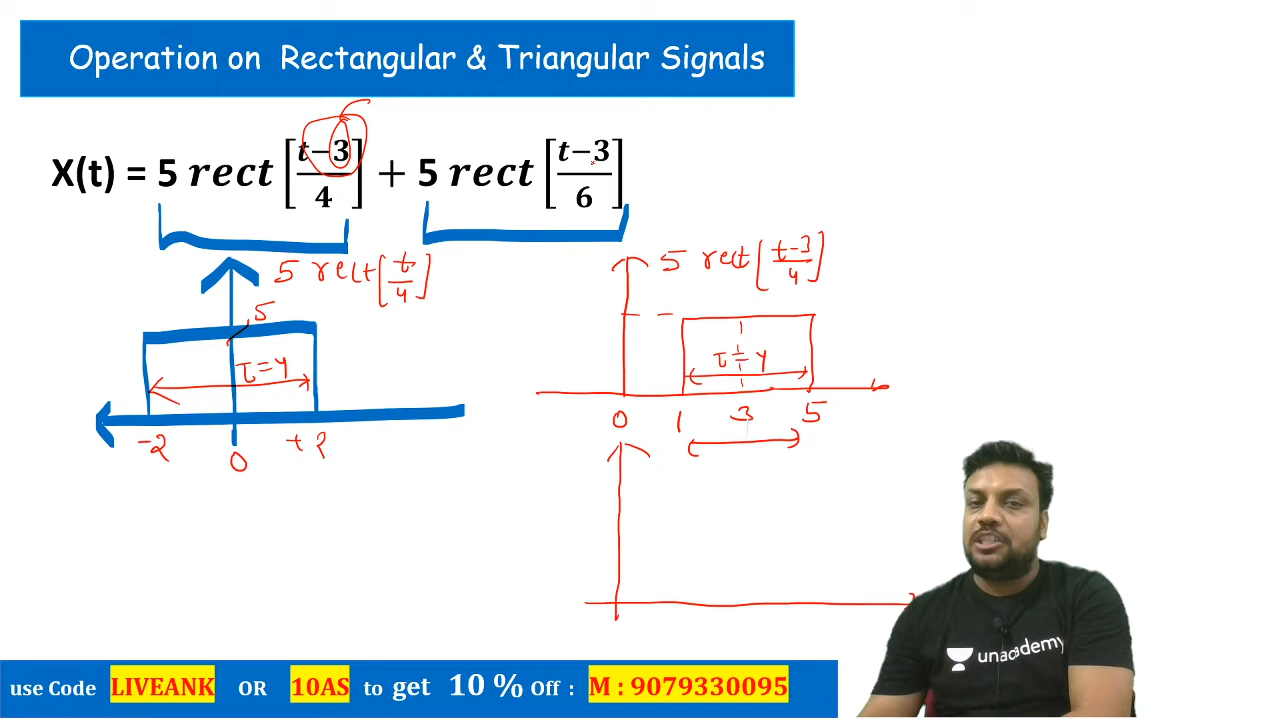 Operation on Rectangular & Triangular Signals
X(t) = 5 rect [t−3/4] + 5 rect [t−3/6]
5 rect [t/4]
5 rect [t-3/4]
5
τ=4
τ=4
-2 0 +2
0 1 3 5
unacademy
use Code LIVEANK OR 10AS to get 10 % Off : M : 9079330095